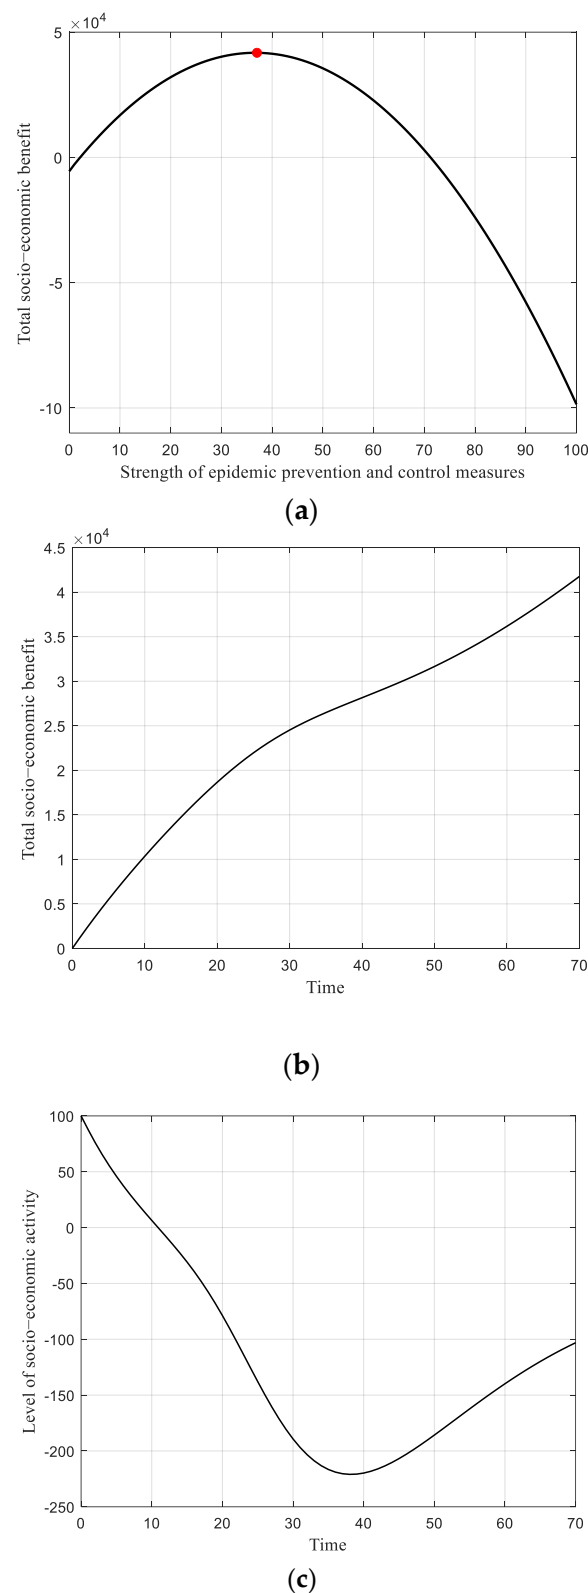 ×10⁴
5
0
-5
-10
0 10 20 30 40 50 60 70 80 90 100
Total socio−economic benefit
Strength of epidemic prevention and control measures
(a)
×10⁴
4.5
4
3.5
3
2.5
2
1.5
1
0.5
0
0 10 20 30 40 50 60 70
Total socio−economic benefit
Time
(b)
100
50
0
-50
-100
-150
-200
-250
0 10 20 30 40 50 60 70
Level of socio−economic activity
Time
(c)